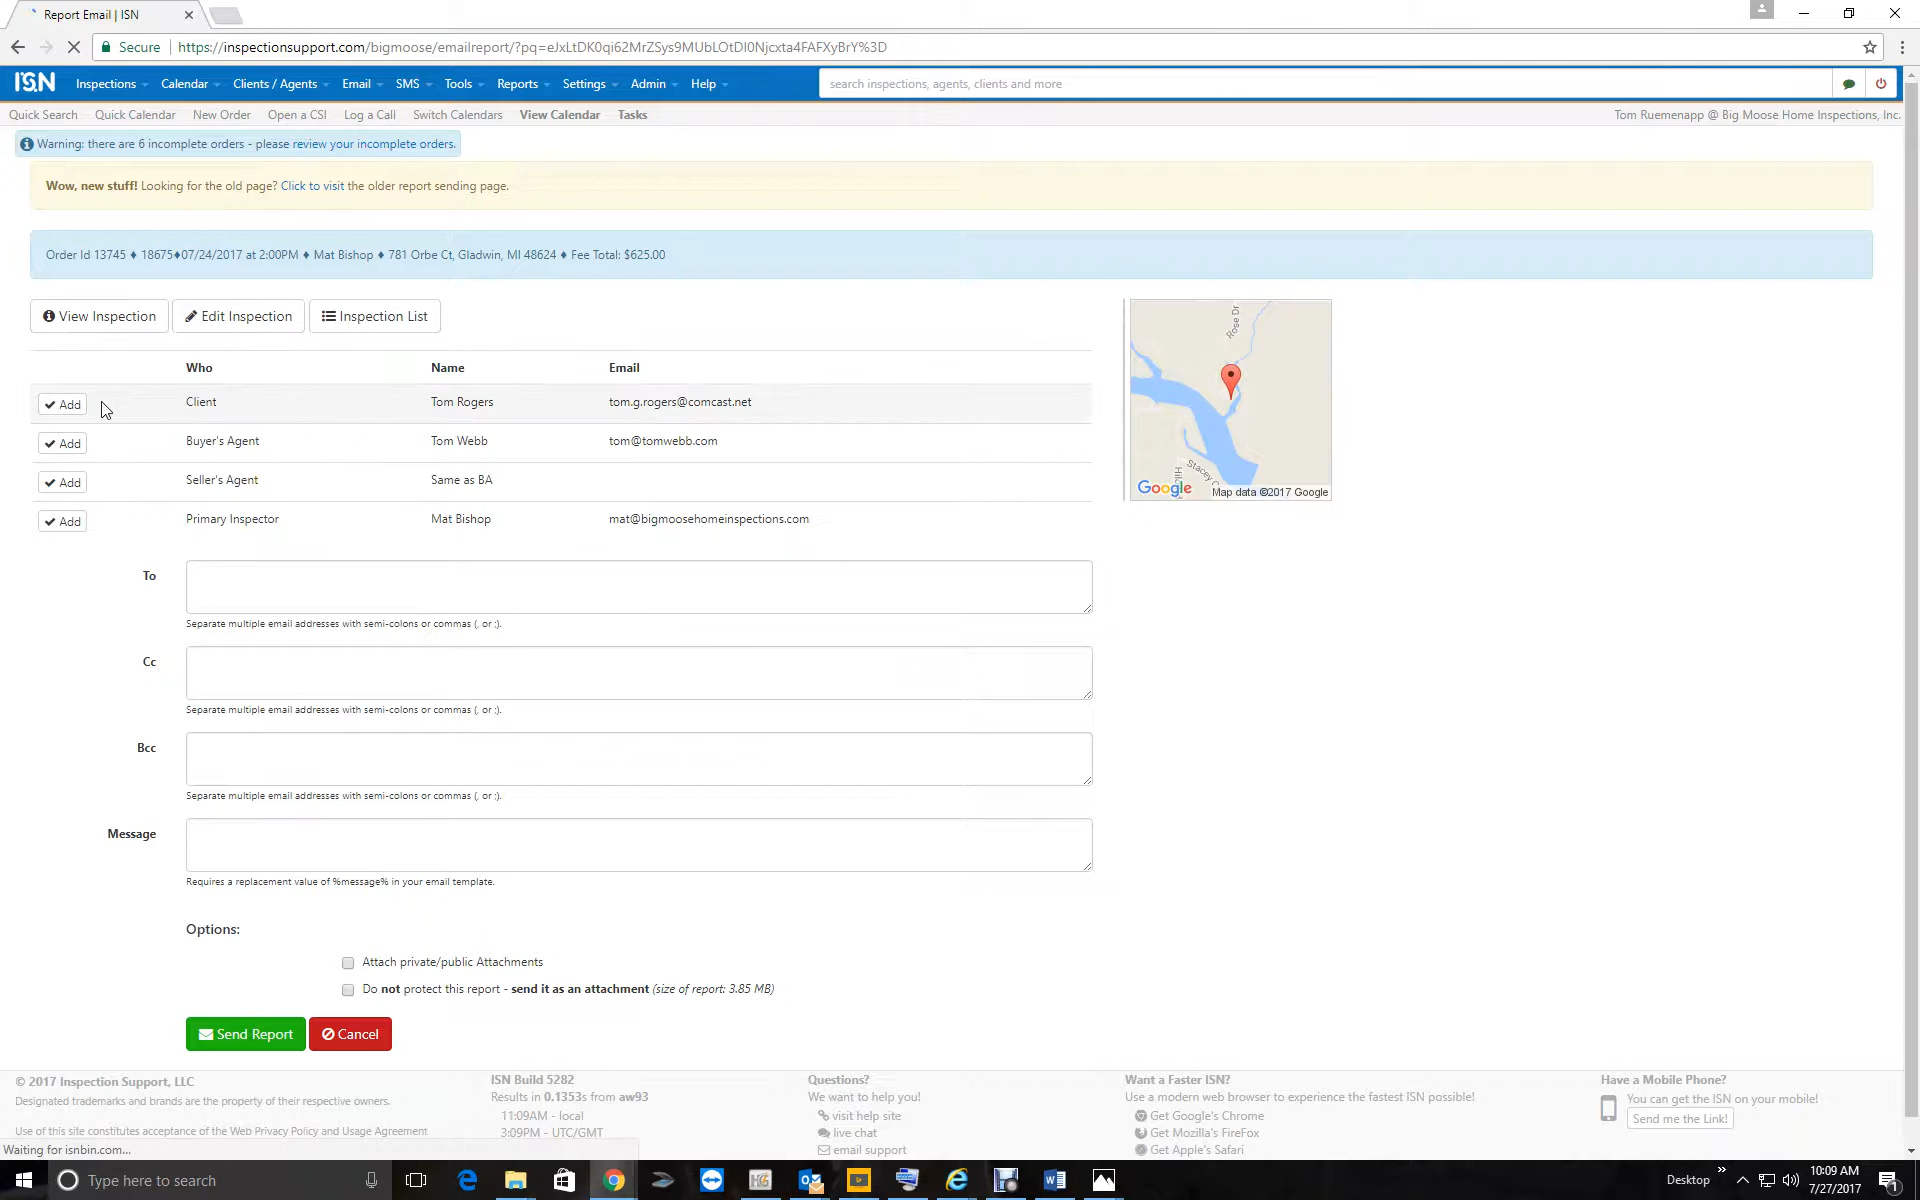 Report Email | ISN
Secure https://inspectionsupport.com/bigmoose/emailreport/?pq=eJxLtDK0qi62MrZSys9MUbLOtDI0Njcxta4FAFXyBrY%3D
ISN Inspections Calendar Clients / Agents Email SMS Tools Reports Settings Admin Help search inspections, agents, clients and more
Quick Search Quick Calendar New Order Open a CSI Log a Call Switch Calendars View Calendar Tasks Tom Ruemenapp @ Big Moose Home Inspections, Inc.
Warning: there are 6 incomplete orders - please review your incomplete orders.
Wow, new stuff! Looking for the old page? Click to visit the older report sending page.
Order Id 13745 ♦ 18675♦07/24/2017 at 2:00PM ♦ Mat Bishop ♦ 781 Orbe Ct, Gladwin, MI 48624 ♦ Fee Total: $625.00
View Inspection Edit Inspection Inspection List
Who Name Email
Add Client Tom Rogers tom.g.rogers@comcast.net
Add Buyer's Agent Tom Webb tom@tomwebb.com
Add Seller's Agent Same as BA
Add Primary Inspector Mat Bishop mat@bigmoosehomeinspections.com
Rose Dr
Stacey C
Google Map data ©2017 Google
To
Separate multiple email addresses with semi-colons or commas (, or ;).
Cc
Separate multiple email addresses with semi-colons or commas (, or ;).
Bcc
Separate multiple email addresses with semi-colons or commas (, or ;).
Message
Requires a replacement value of %message% in your email template.
Options:
Attach private/public Attachments
Do not protect this report - send it as an attachment (size of report: 3.85 MB)
Send Report Cancel
© 2017 Inspection Support, LLC
Designated trademarks and brands are the property of their respective owners.
Use of this site constitutes acceptance of the Web Privacy Policy and Usage Agreement
ISN Build 5282
Results in 0.1353s from aw93
11:09AM - local
3:09PM - UTC/GMT
Questions?
We want to help you!
visit help site
live chat
email support
Want a Faster ISN?
Use a modern web browser to experience the fastest ISN possible!
Get Google's Chrome
Get Mozilla's FireFox
Get Apple's Safari
Have a Mobile Phone?
You can get the ISN on your mobile!
Send me the Link!
Waiting for isnbin.com...
Type here to search
Desktop
10:09 AM
7/27/2017